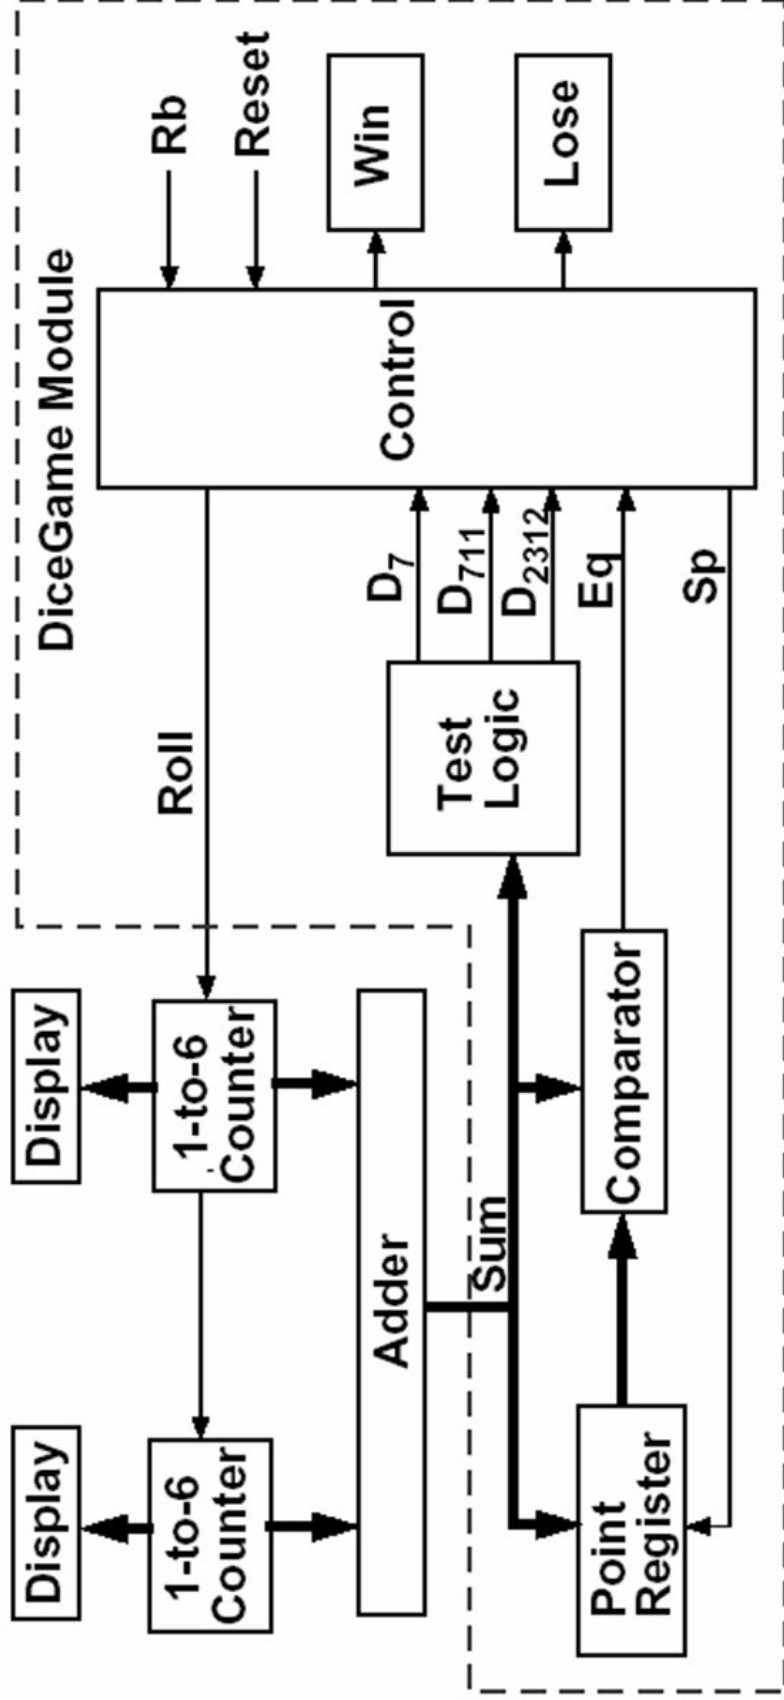 Display
Display
DiceGame Module
1-to-6
Counter
1-to-6
Counter
Roll
Rb
Reset
Adder
Control
Win
Lose
Sum
Test
Logic
D7
D711
D2312
Eq
Sp
Point
Register
Comparator